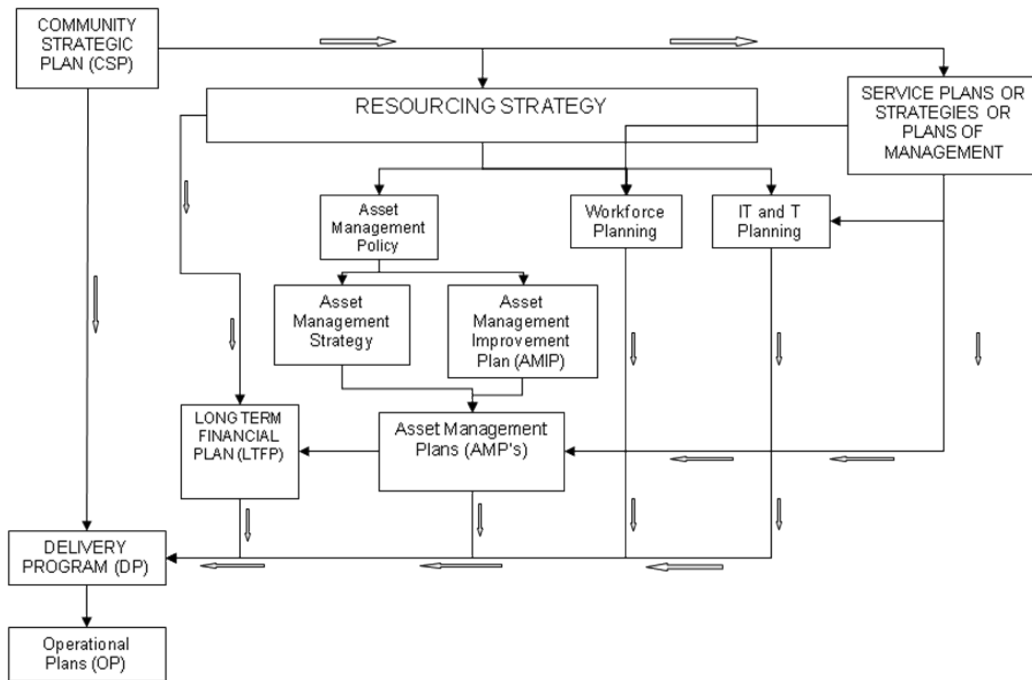 COMMUNITY
STRATEGIC
PLAN (CSP)
RESOURCING STRATEGY
SERVICE PLANS OR
STRATEGIES OR
PLANS OF
MANAGEMENT
Asset
Management
Policy
Workforce
Planning
IT and T
Planning
Asset
Management
Strategy
Asset
Management
Improvement
Plan (AMIP)
LONG TERM
FINANCIAL
PLAN (LTFP)
Asset Management
Plans (AMP's)
DELIVERY
PROGRAM (DP)
Operational
Plans (OP)